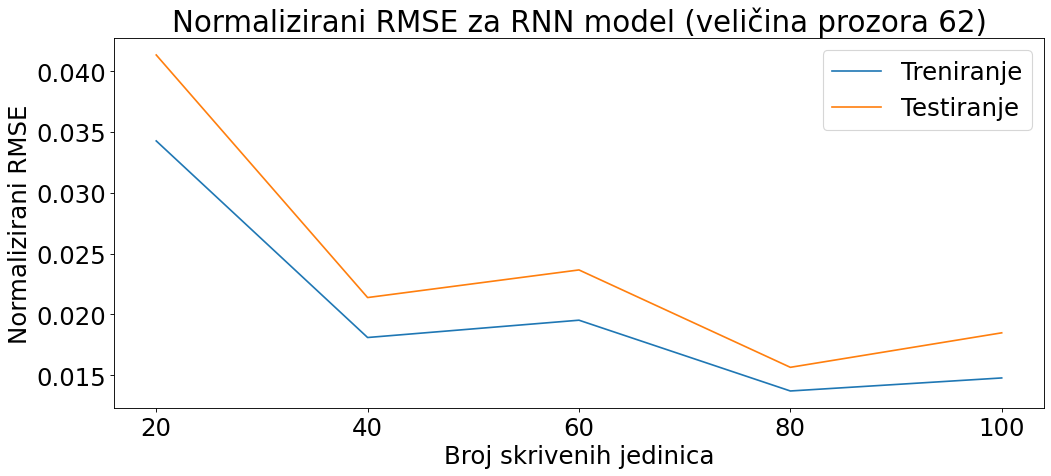 Normalizirani RMSE za RNN model (veličina prozora 62)
Treniranje
Testiranje
Normalizirani RMSE
0.040
0.035
0.030
0.025
0.020
0.015
20 40 60 80 100
Broj skrivenih jedinica